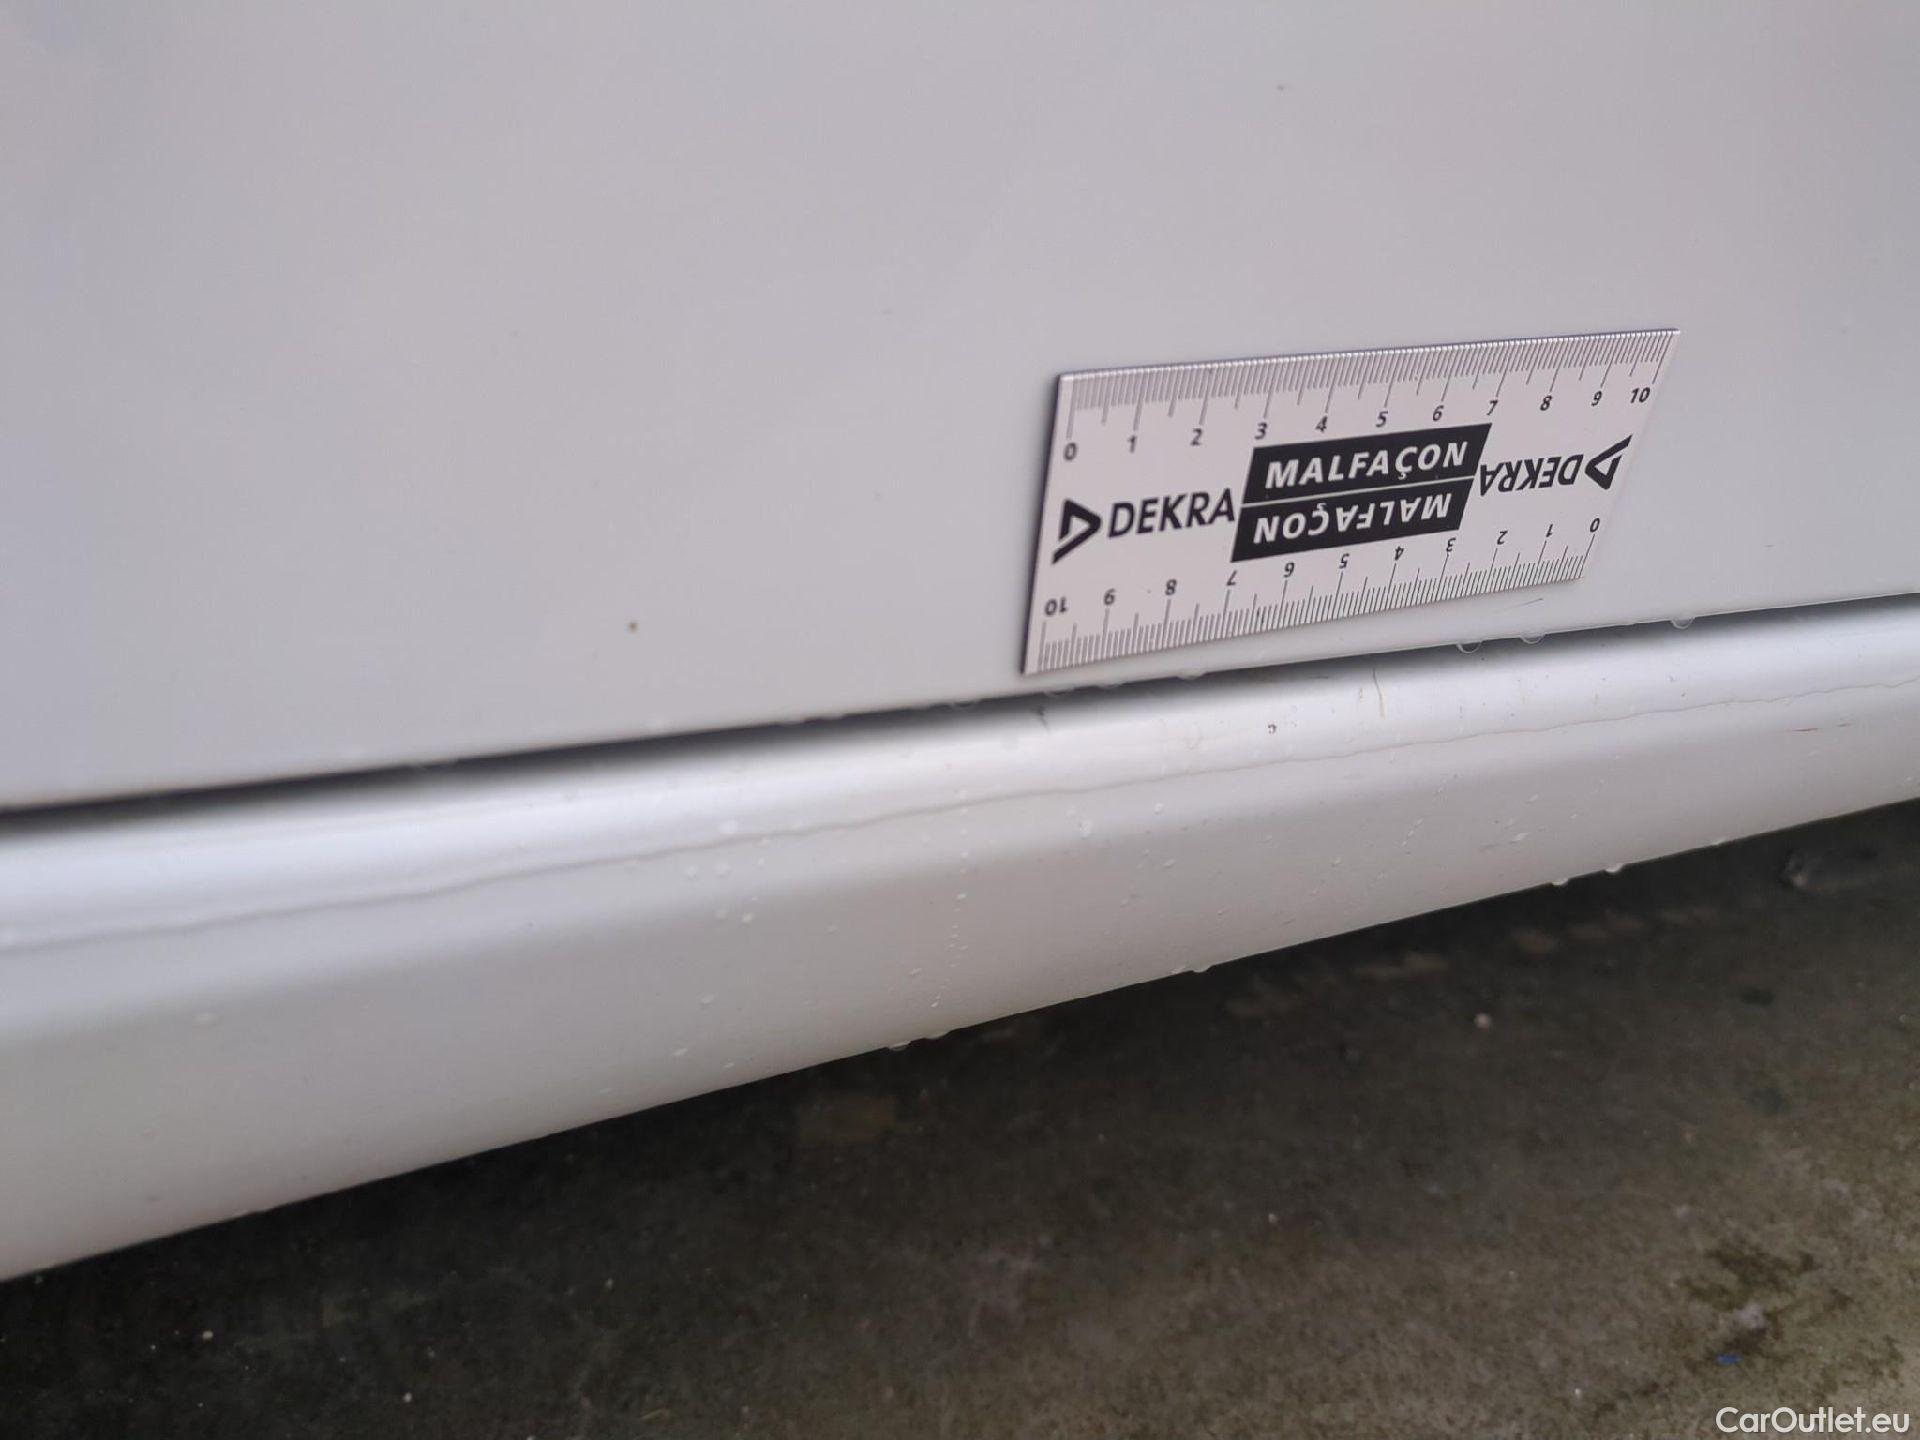 0 1 2 3 4 5 6 7 8 9 10
MALFAÇON
DEKRA
DEKRA
MALFAÇON
10 9 8 7 6 5 4 3 2 1 0
CarOutlet.eu